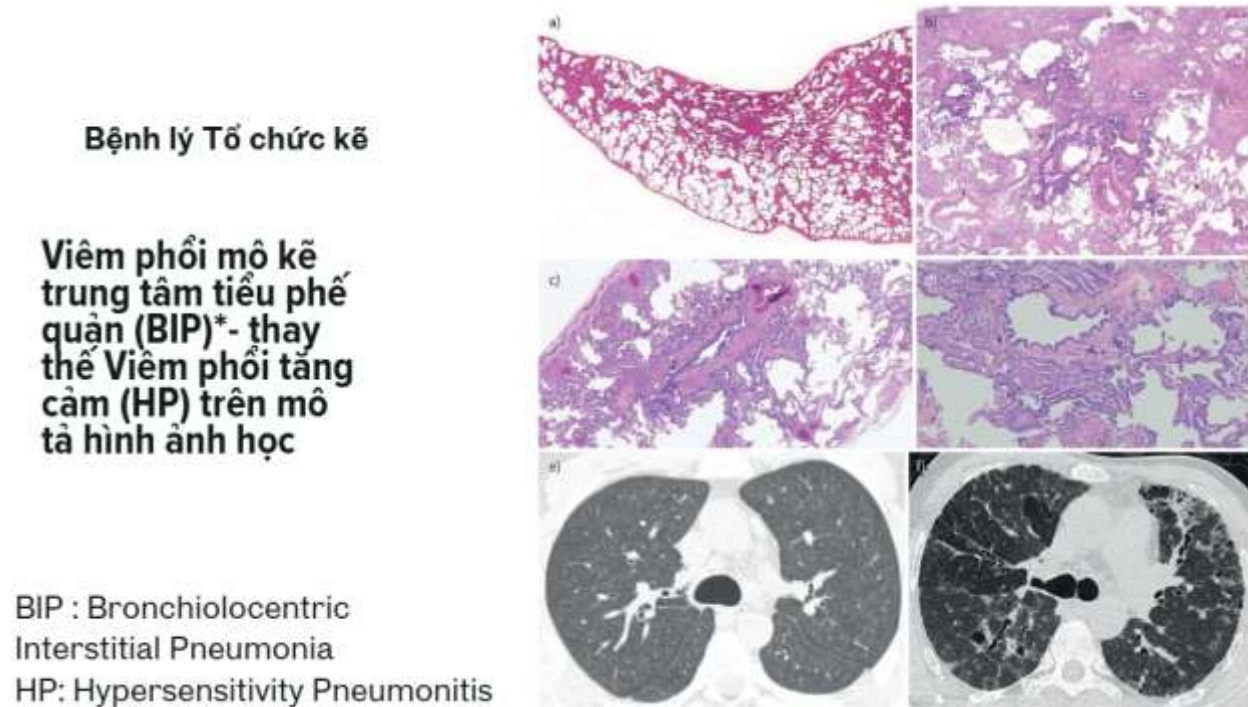 Bệnh lý Tổ chức kẽ
Viêm phổi mô kẽ
trung tâm tiểu phế
quản (BIP)*- thay
thế Viêm phổi tăng
cảm (HP) trên mô
tả hình ảnh học
BIP : Bronchiolocentric
Interstitial Pneumonia
HP: Hypersensitivity Pneumonitis
a)
b)
c)
e)
f)